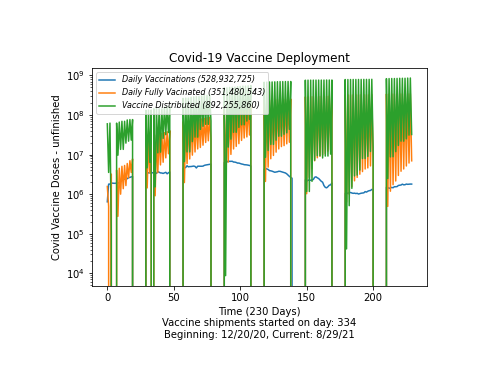 Covid-19 Vaccine Deployment
Daily Vaccinations (528,932,725)
Daily Fully Vacinated (351,480,543)
Vaccine Distributed (892,255,860)
Covid Vaccine Doses - unfinished
10⁹
10⁸
10⁷
10⁶
10⁵
10⁴
0 50 100 150 200
Time (230 Days)
Vaccine shipments started on day: 334
Beginning: 12/20/20, Current: 8/29/21